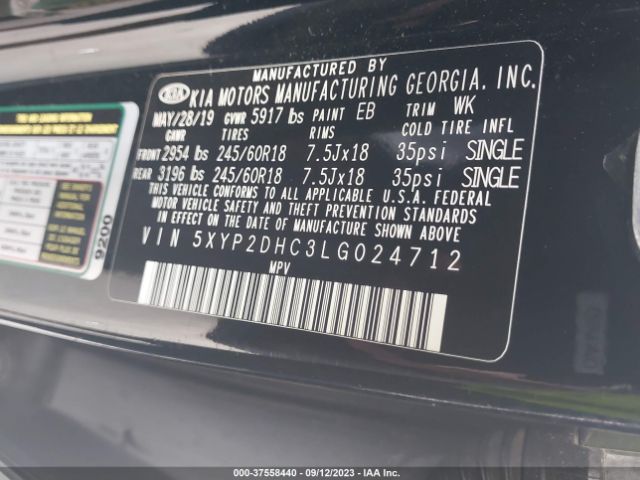 MANUFACTURED BY
KIA KIA MOTORS MANUFACTURING GEORGIA, INC.
MAY/28/19 GVWR 5917 lbs PAINT EB TRIM WK
GAWR TIRES RIMS COLD TIRE INFL
FRONT 2954 lbs 245/60R18 7.5Jx18 35psi SINGLE
REAR 3196 lbs 245/60R18 7.5Jx18 35psi SINGLE
THIS VEHICLE CONFORMS TO ALL APPLICABLE U.S.A. FEDERAL
MOTOR VEHICLE SAFETY AND THEFT PREVENTION STANDARDS
IN EFFECT ON THE DATE OF MANUFACTURE SHOWN ABOVE.
VIN 5XYP2DHC3LG024712
MPV
9200
000-37558440 - 09/12/2023 - IAA Inc.